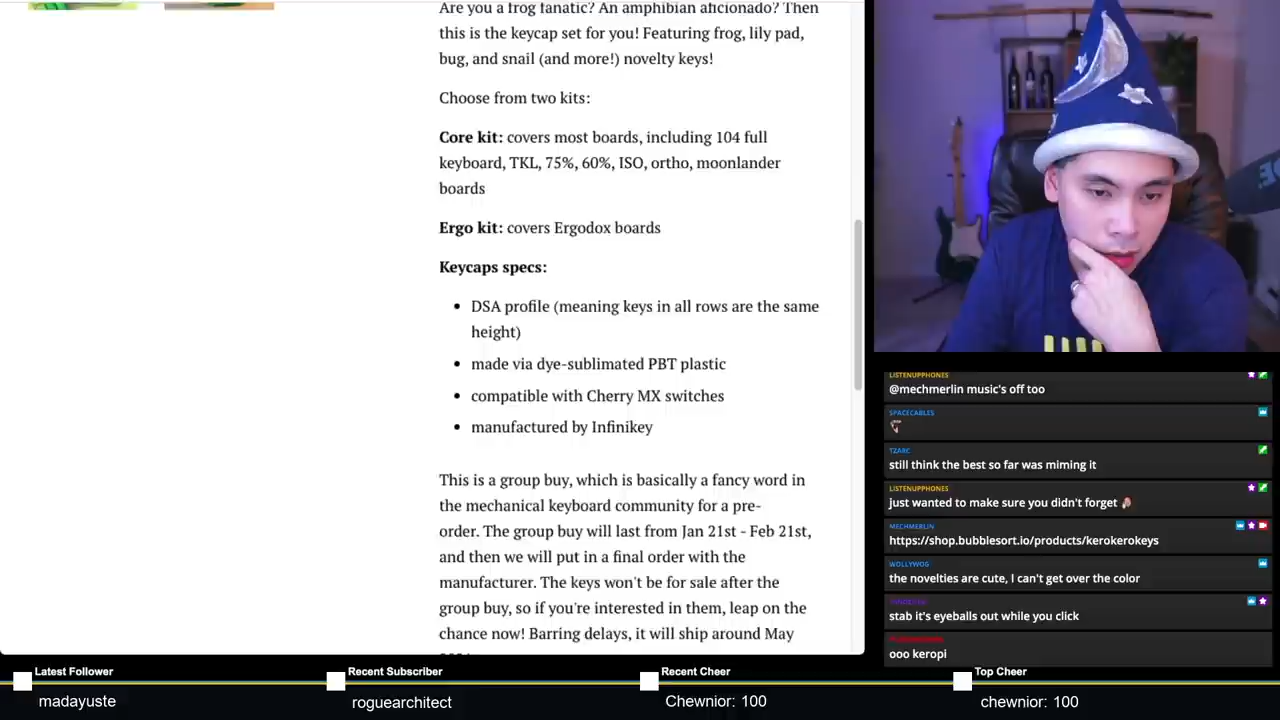 Are you a frog fanatic? An amphibian aficionado? Then
this is the keycap set for you! Featuring frog, lily pad,
bug, and snail (and more!) novelty keys!
Choose from two kits:
Core kit: covers most boards, including 104 full
keyboard, TKL, 75%, 60%, ISO, ortho, moonlander
boards
Ergo kit: covers Ergodox boards
Keycaps specs:
• DSA profile (meaning keys in all rows are the same
height)
• made via dye-sublimated PBT plastic
• compatible with Cherry MX switches
• manufactured by Infinikey
This is a group buy, which is basically a fancy word in
the mechanical keyboard community for a pre-
order. The group buy will last from Jan 21st - Feb 21st,
and then we will put in a final order with the
manufacturer. The keys won't be for sale after the
group buy, so if you're interested in them, leap on the
chance now! Barring delays, it will ship around May
LISTENUPPHONES
@mechmerlin music's off too
SPACECABLES
TZARC
still think the best so far was miming it
LISTENUPPHONES
just wanted to make sure you didn't forget
MECHMERLIN
https://shop.bubblesort.io/products/kerokerokeys
WOLLYWOG
the novelties are cute, I can't get over the color
stab it's eyeballs out while you click
ooo keropi
Latest Follower
madayuste
Recent Subscriber
roguearchitect
Recent Cheer
Chewnior: 100
Top Cheer
chewnior: 100